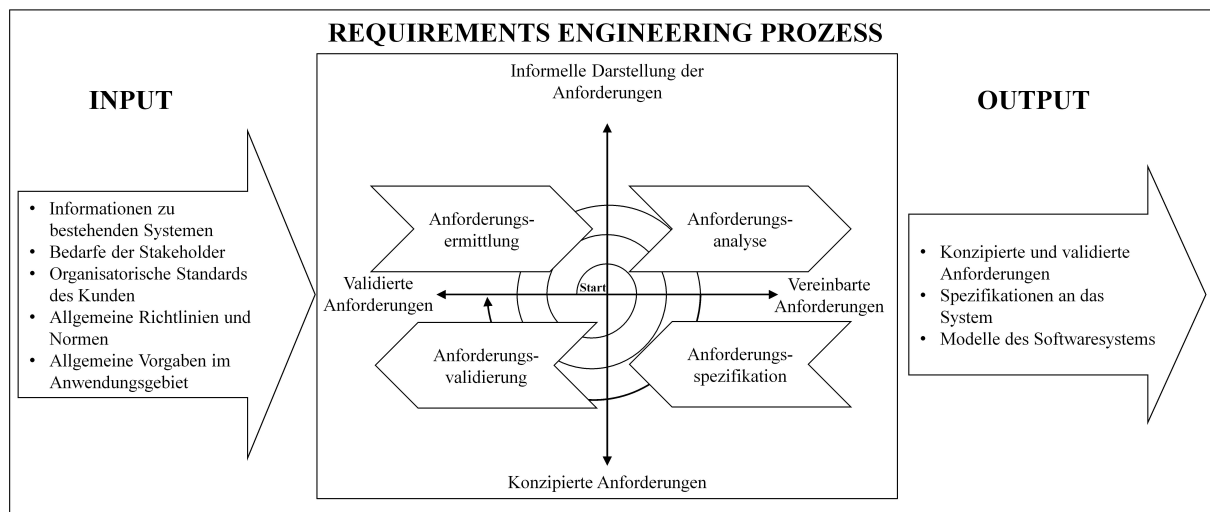 REQUIREMENTS ENGINEERING PROZESS
INPUT
• Informationen zu
bestehenden Systemen
• Bedarfe der Stakeholder
• Organisatorische Standards
des Kunden
• Allgemeine Richtlinien und
Normen
• Allgemeine Vorgaben im
Anwendungsgebiet
Informelle Darstellung der
Anforderungen
Anforderungs-
ermittlung
Anforderungs-
analyse
Validierte
Anforderungen
Start
Vereinbarte
Anforderungen
Anforderungs-
validierung
Anforderungs-
spezifikation
Konzipierte Anforderungen
OUTPUT
• Konzipierte und validierte
Anforderungen
• Spezifikationen an das
System
• Modelle des Softwaresystems